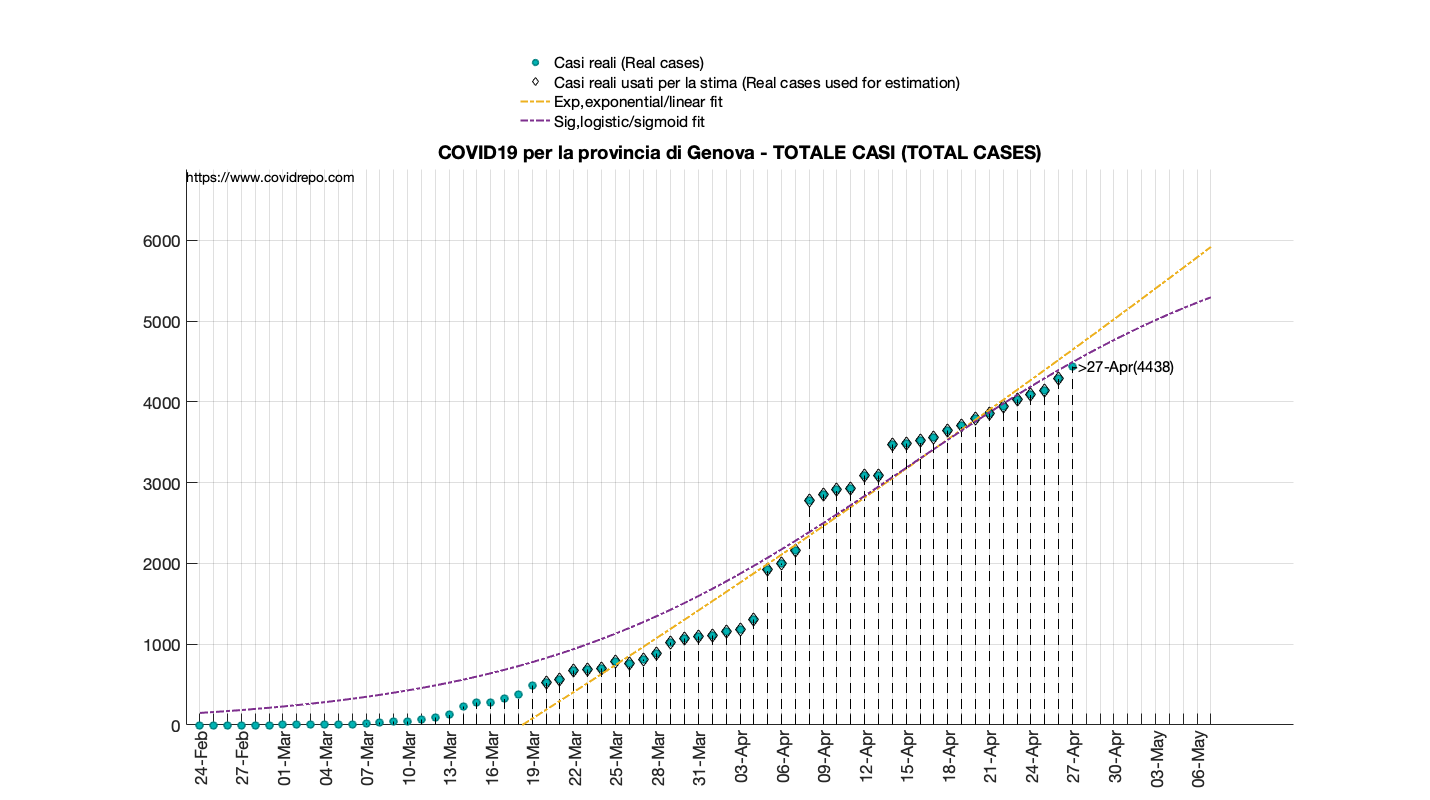 Casi reali (Real cases)
Casi reali usati per la stima (Real cases used for estimation)
Exp,exponential/linear fit
Sig,logistic/sigmoid fit
COVID19 per la provincia di Genova - TOTALE CASI (TOTAL CASES)
https://www.covidrepo.com
6000
5000
4000
3000
2000
1000
0
>27-Apr(4438)
24-Feb
27-Feb
01-Mar
04-Mar
07-Mar
10-Mar
13-Mar
16-Mar
19-Mar
22-Mar
25-Mar
28-Mar
31-Mar
03-Apr
06-Apr
09-Apr
12-Apr
15-Apr
18-Apr
21-Apr
24-Apr
27-Apr
30-Apr
03-May
06-May